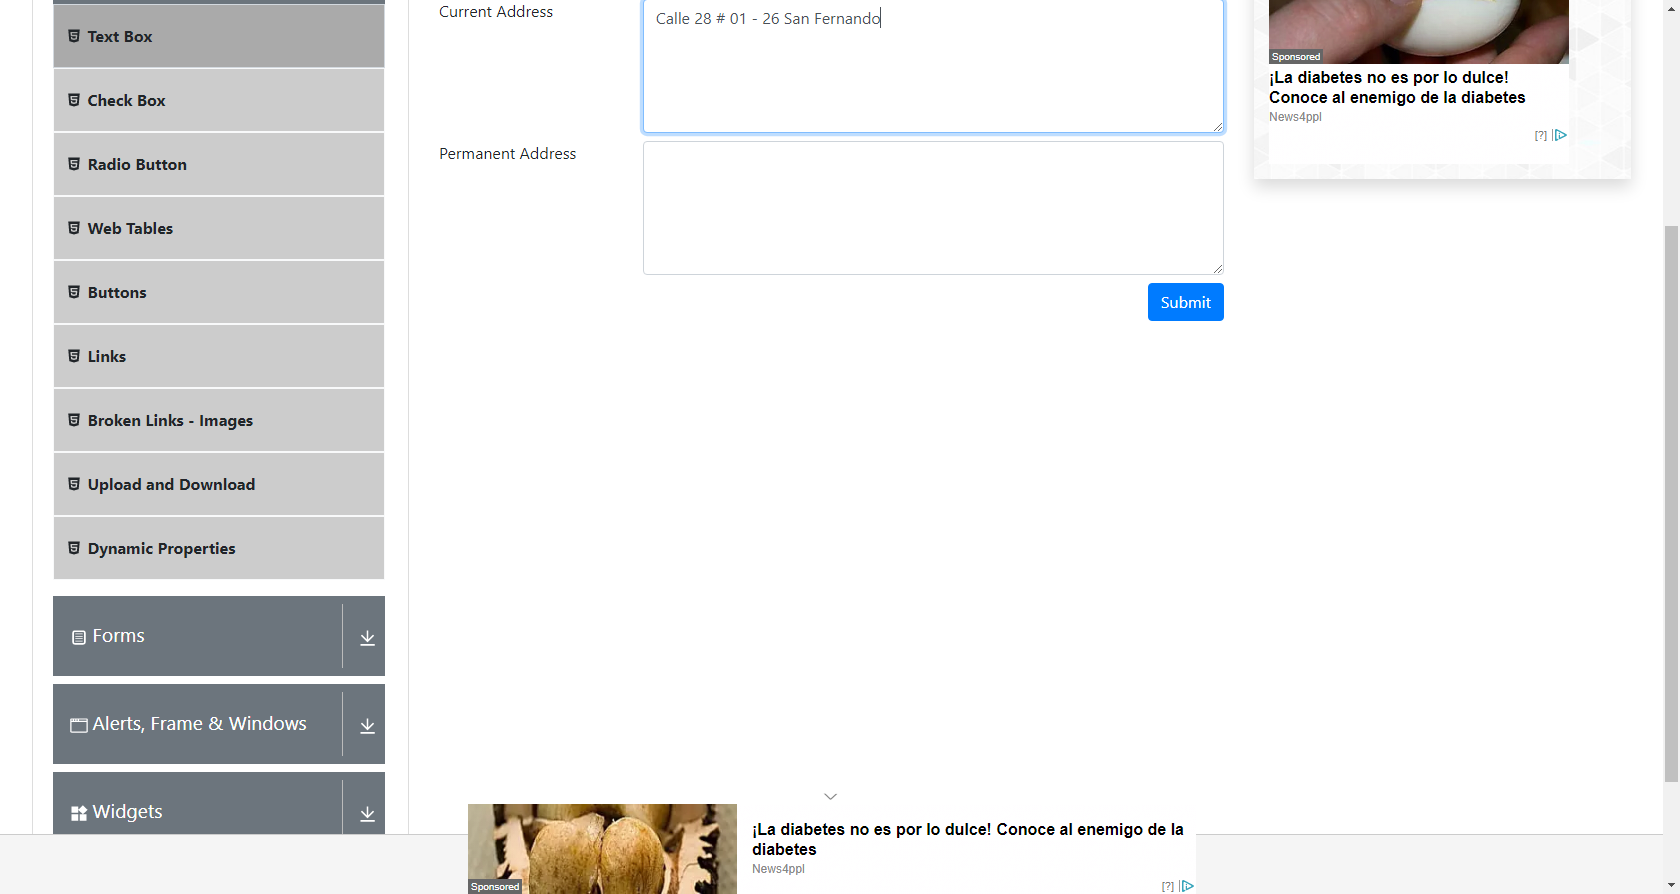 Text Box
Check Box
Radio Button
Web Tables
Buttons
Links
Broken Links - Images
Upload and Download
Dynamic Properties
Forms
Alerts, Frame & Windows
Widgets
Current Address
Calle 28 # 01 - 26 San Fernando
Permanent Address
Submit
Sponsored
¡La diabetes no es por lo dulce!
Conoce al enemigo de la diabetes
News4ppl
[?]
Sponsored
¡La diabetes no es por lo dulce! Conoce al enemigo de la
diabetes
News4ppl
[?]